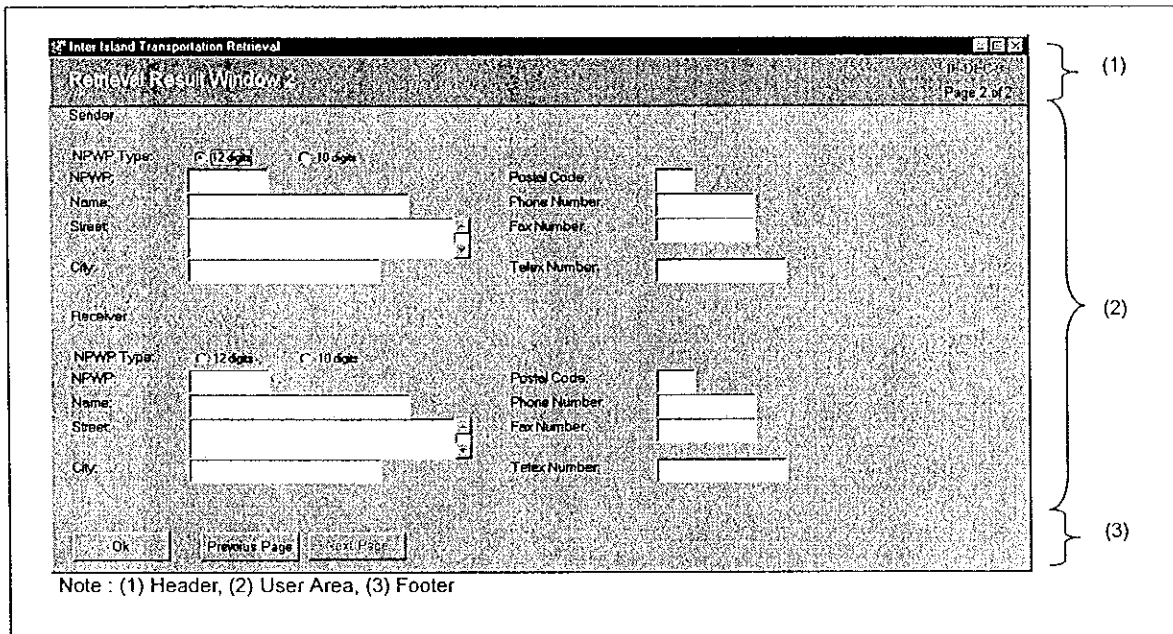 Inter Island Transportation Retrieval
Retrieval Result Window 2
Page 2 of 2
(1)
Sender
NPWP Type: 12 digits 10 digits
NPWP: Postal Code:
Name: Phone Number:
Street: Fax Number:
City: Telex Number:
(2)
Receiver
NPWP Type: 12 digits 10 digits
NPWP: Postal Code:
Name: Phone Number
Street: Fax Number:
City: Telex Number:
Ok Previous Page Next Page
(3)
Note : (1) Header, (2) User Area, (3) Footer